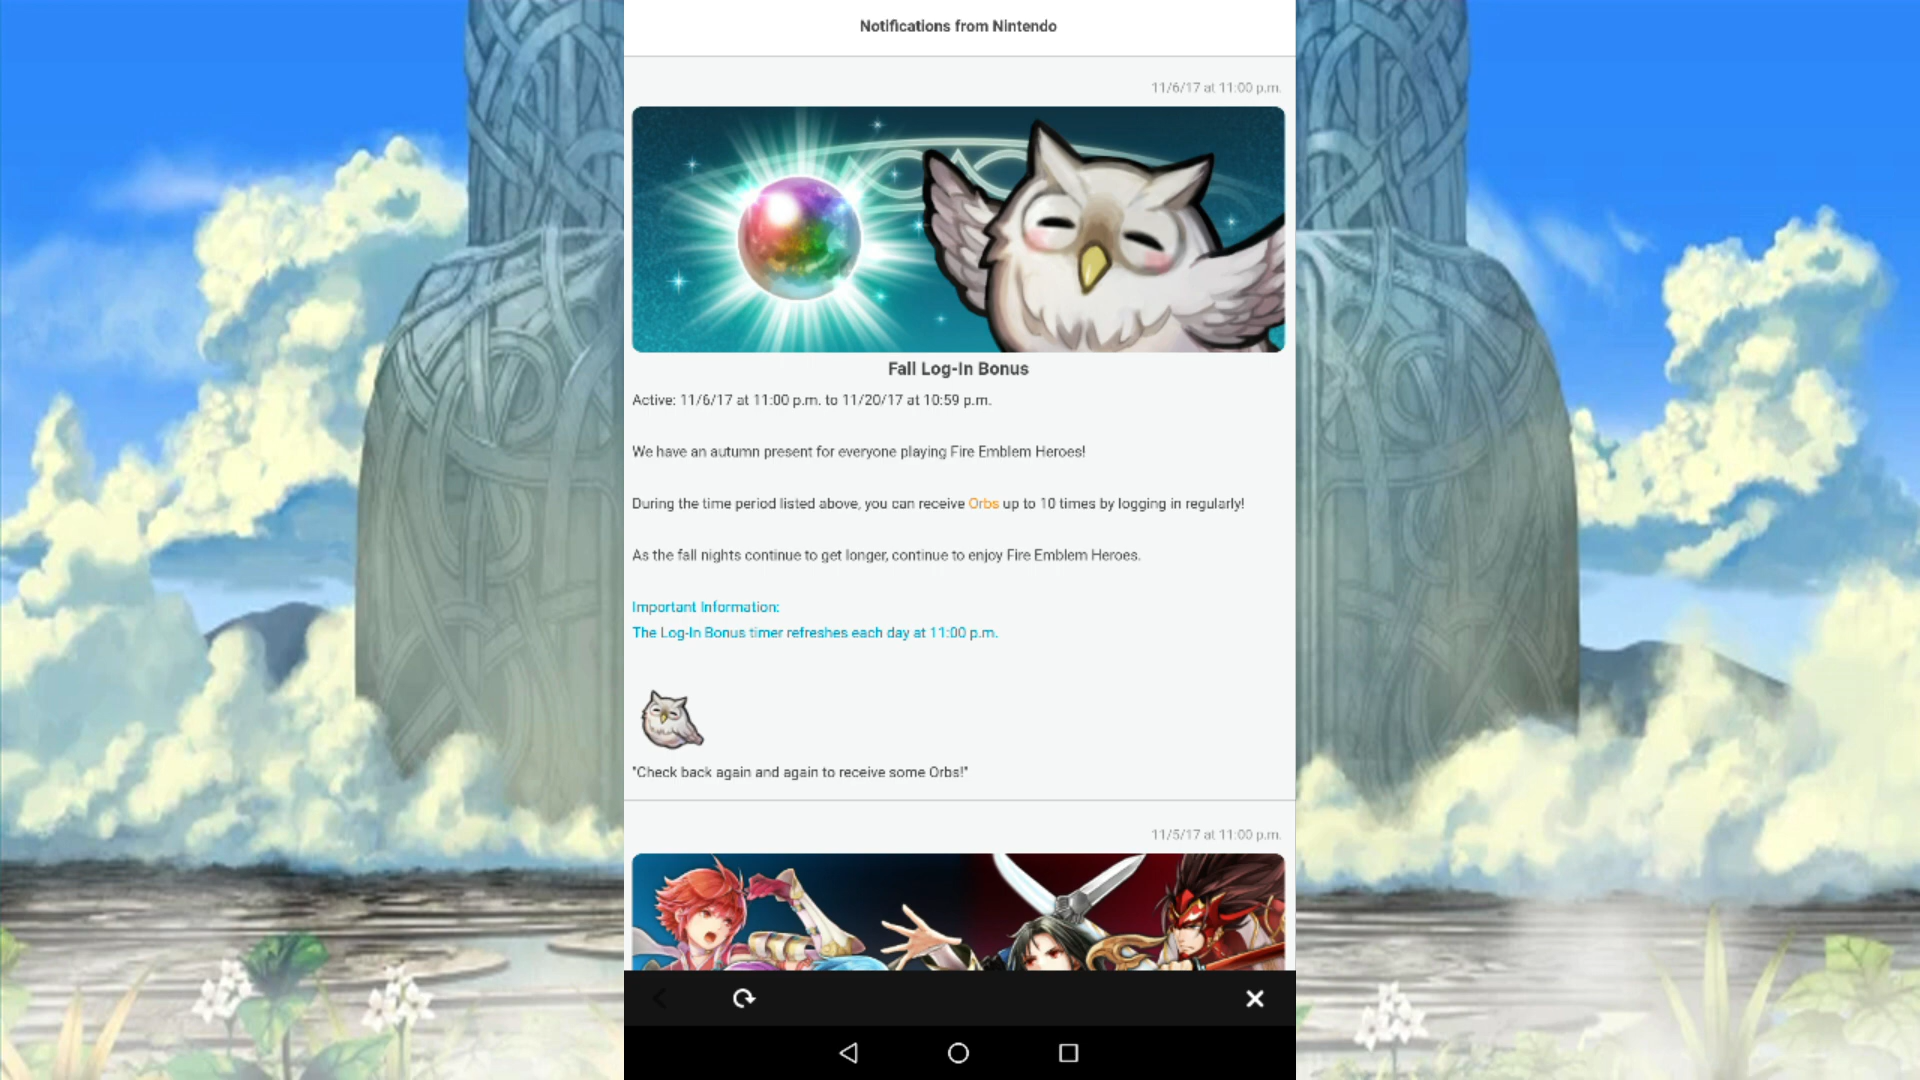 Notifications from Nintendo
11/6/17 at 11:00 p.m.
Fall Log-In Bonus
Active: 11/6/17 at 11:00 p.m. to 11/20/17 at 10:59 p.m.
We have an autumn present for everyone playing Fire Emblem Heroes!
During the time period listed above, you can receive Orbs up to 10 times by logging in regularly!
As the fall nights continue to get longer, continue to enjoy Fire Emblem Heroes.
Important Information:
The Log-In Bonus timer refreshes each day at 11:00 p.m.
"Check back again and again to receive some Orbs!"
11/5/17 at 11:00 p.m.